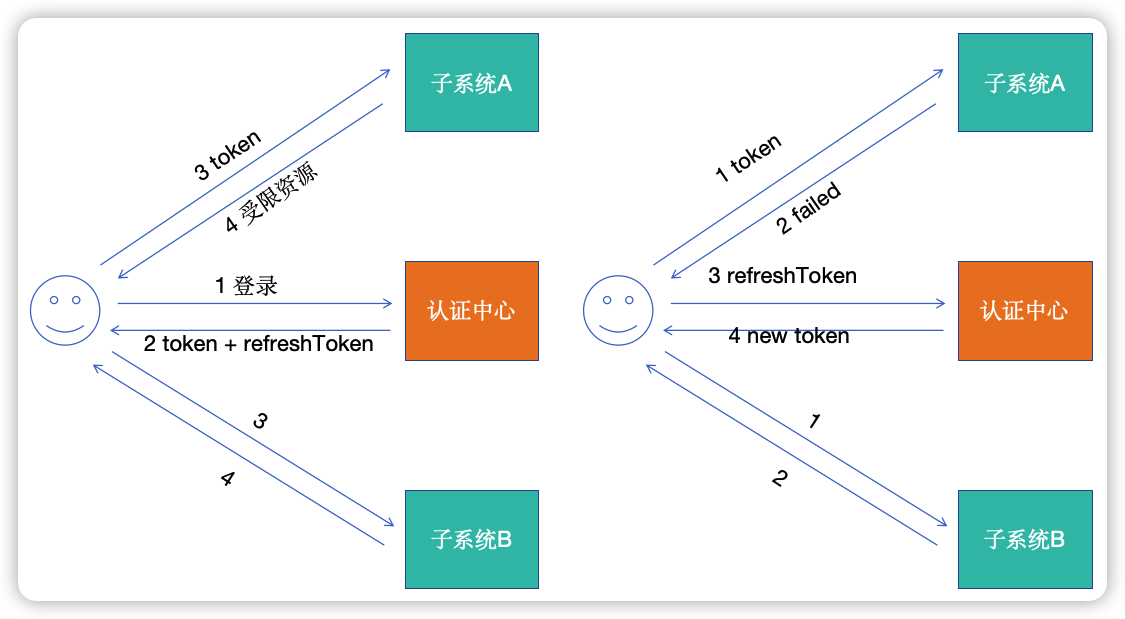 子系统A
3 token
4 受限资源
1 登录
认证中心
2 token + refreshToken
3
4
子系统B
子系统A
1 token
2 failed
3 refreshToken
认证中心
4 new token
1
2
子系统B